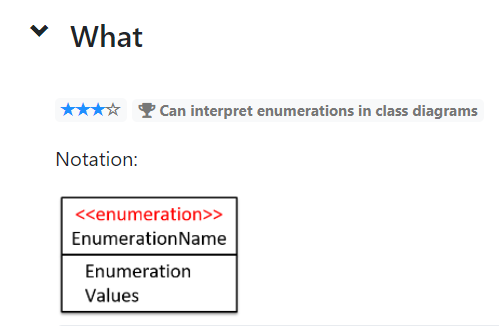 What
★★★☆ Can interpret enumerations in class diagrams
Notation:
<<enumeration>>
EnumerationName
Enumeration
Values